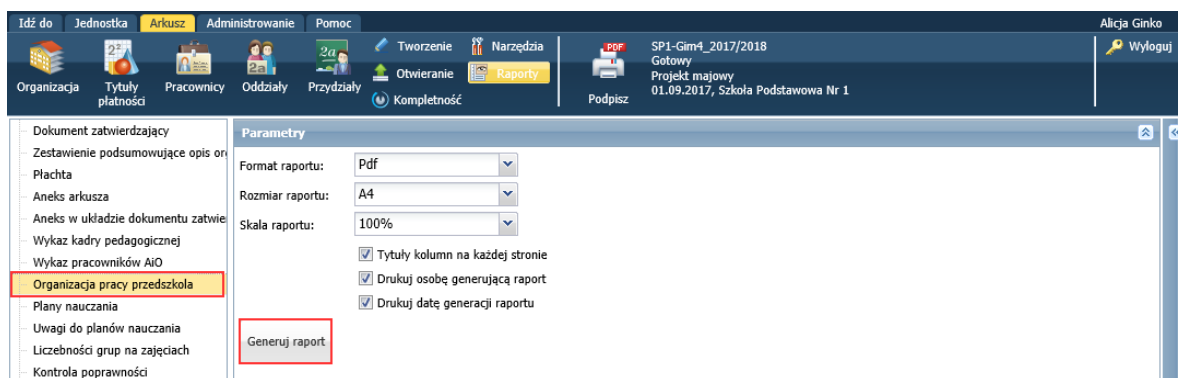 Idź do Jednostka Arkusz Administrowanie Pomoc Alicja Ginko
Organizacja Tytuły płatności Pracownicy Oddziały Przydziały
Tworzenie Narzędzia
Otwieranie Raporty
Kompletność
PDF
Podpisz
SP1-Gim4_2017/2018
Gotowy
Projekt majowy
01.09.2017, Szkoła Podstawowa Nr 1
Wyloguj
Dokument zatwierdzający
Zestawienie podsumowujące opis
Płachta
Aneks arkusza
Aneks w układzie dokumentu zatwie
Wykaz kadry pedagogicznej
Wykaz pracowników AiO
Organizacja pracy przedszkola
Plany nauczania
Uwagi do planów nauczania
Liczebności grup na zajęciach
Kontrola poprawności
Parametry
Format raportu: Pdf
Rozmiar raportu: A4
Skala raportu: 100%
Tytuły kolumn na każdej stronie
Drukuj osobę generującą raport
Drukuj datę generacji raportu
Generuj raport